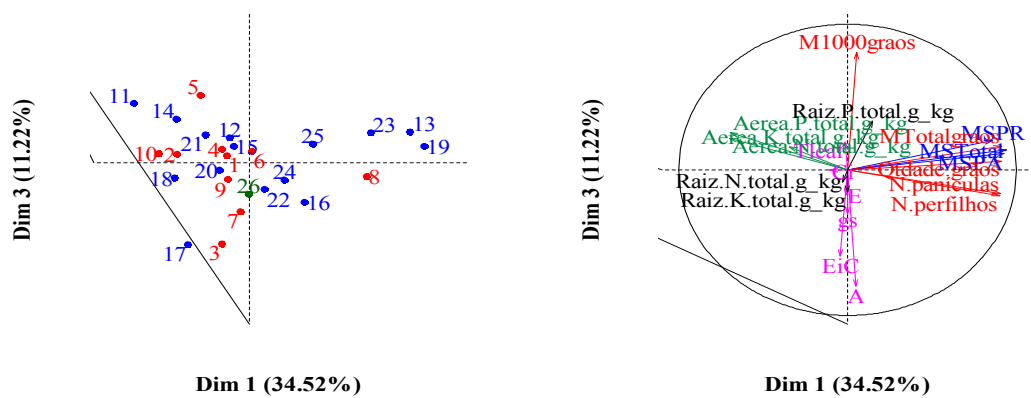 Dim 3 (11.22%)
5
11
14
21
12
15
4
1
6
10
2
18
20
9
26
7
3
17
25
23
13
19
8
24
22
16
Dim 1 (34.52%)
Dim 3 (11.22%)
M1000graos
Raiz.P.total.g_kg
Aerea.P.total.g_kg
Aerea.K.total.g_kg
MTotalgraos
MSPR
MSTotal
MSPA
Qtdade.graos
N.paniculas
N.perfilhos
Raiz.N.total.g_kg
Raiz.K.total.g_kg
E
gs
EiC
A
Dim 1 (34.52%)